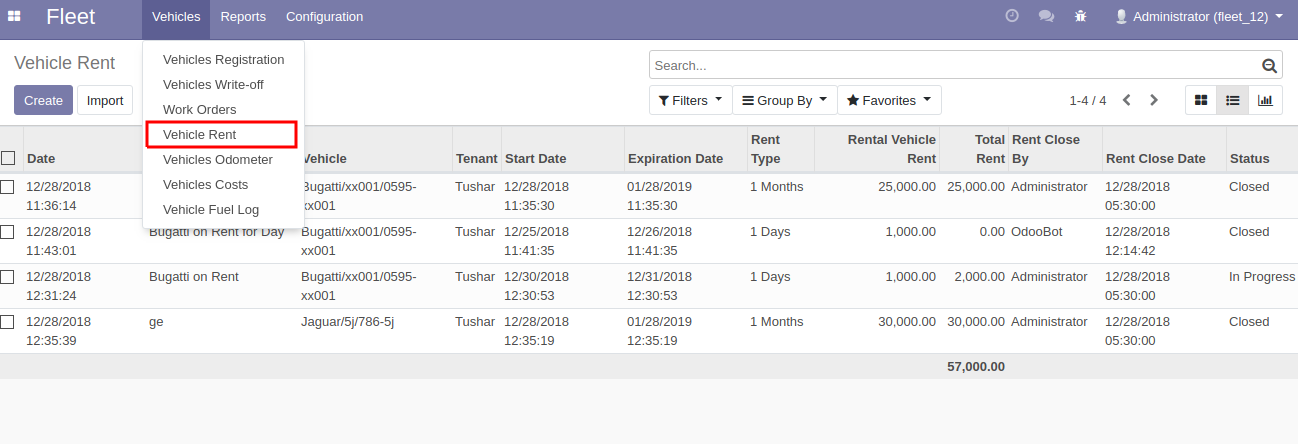 Fleet Vehicles Reports Configuration Administrator (fleet_12)
Vehicle Rent
Create Import
Vehicles Registration
Vehicles Write-off
Work Orders
Vehicle Rent
Vehicles Odometer
Vehicles Costs
Vehicle Fuel Log
Search...
Filters Group By Favorites 1-4 / 4
Date Vehicle Tenant Start Date Expiration Date Rent Type Rental Vehicle Rent Total Rent Rent Close By Rent Close Date Status
12/28/2018 Bugatti/xx001/0595- Tushar 12/28/2018 01/28/2019 1 Months 25,000.00 25,000.00 Administrator 12/28/2018 Closed
11:36:14 xx001 11:35:30 11:35:30 05:30:00
12/28/2018 Bugatti on Rent for Day Bugatti/xx001/0595- Tushar 12/25/2018 12/26/2018 1 Days 1,000.00 0.00 OdooBot 12/28/2018 Closed
11:43:01 xx001 11:41:35 11:41:35 12:14:42
12/28/2018 Bugatti on Rent Bugatti/xx001/0595- Tushar 12/30/2018 12/31/2018 1 Days 1,000.00 2,000.00 Administrator 12/28/2018 In Progress
12:31:24 xx001 12:30:53 12:30:53 05:30:00
12/28/2018 ge Jaguar/5j/786-5j Tushar 12/28/2018 01/28/2019 1 Months 30,000.00 30,000.00 Administrator 12/28/2018 Closed
12:35:39 12:35:19 12:35:19 05:30:00
57,000.00